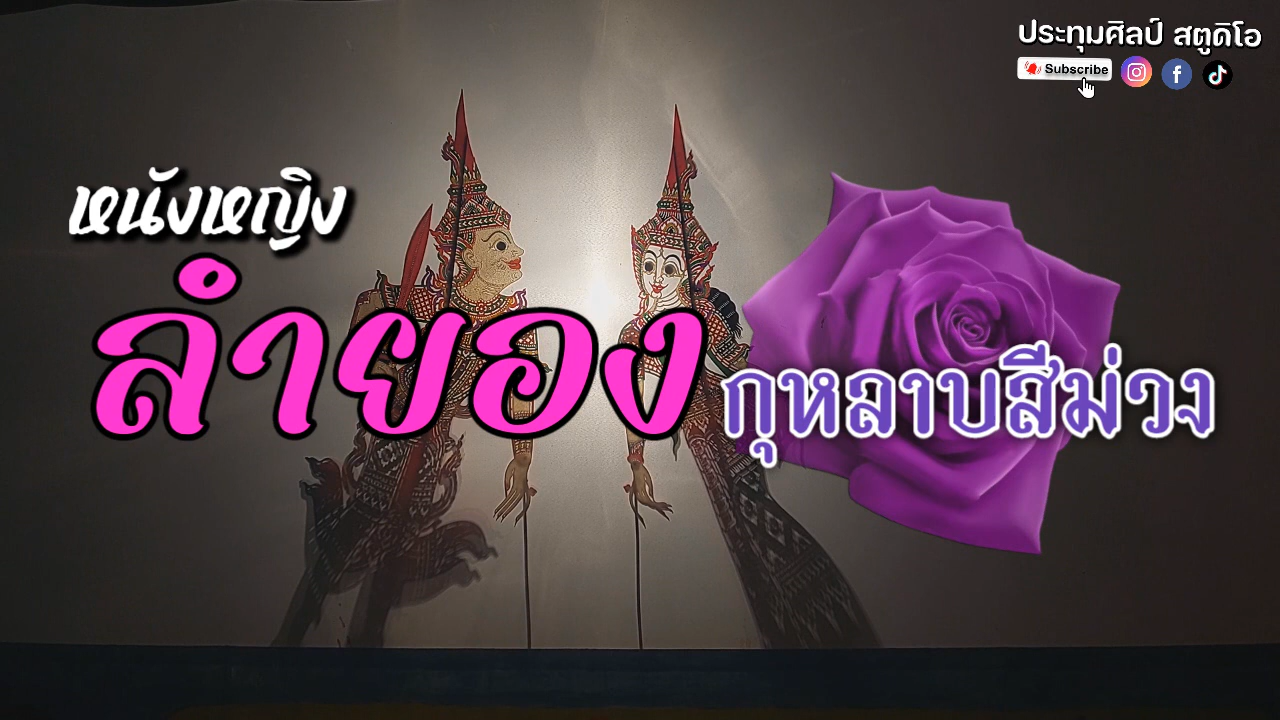 ประทุมศิลป์ สตูดิโอ
Subscribe
หนังหญิง
ลำยอง
กุหลาบสีม่วง